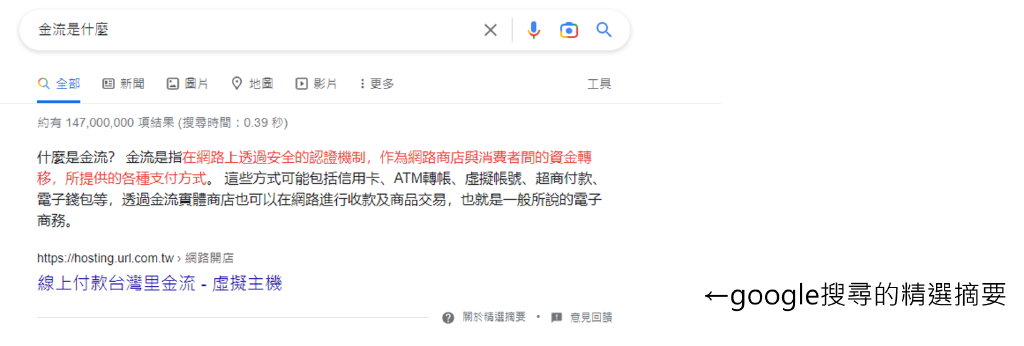 金流是什麼
全部 新聞 圖片 地圖 影片 更多 工具
約有 147,000,000 項結果 (搜尋時間：0.39 秒)
什麼是金流？ 金流是指在網路上透過安全的認證機制，作為網路商店與消費者間的資金轉
移，所提供的各種支付方式。 這些方式可能包括信用卡、ATM轉帳、虛擬帳號、超商付款、
電子錢包等，透過金流實體商店也可以在網路進行收款及商品交易，也就是一般所說的電子
商務。
https://hosting.url.com.tw › 網路開店
線上付款台灣里金流 - 虛擬主機
←google搜尋的精選摘要
關於精選摘要 • 意見回饋